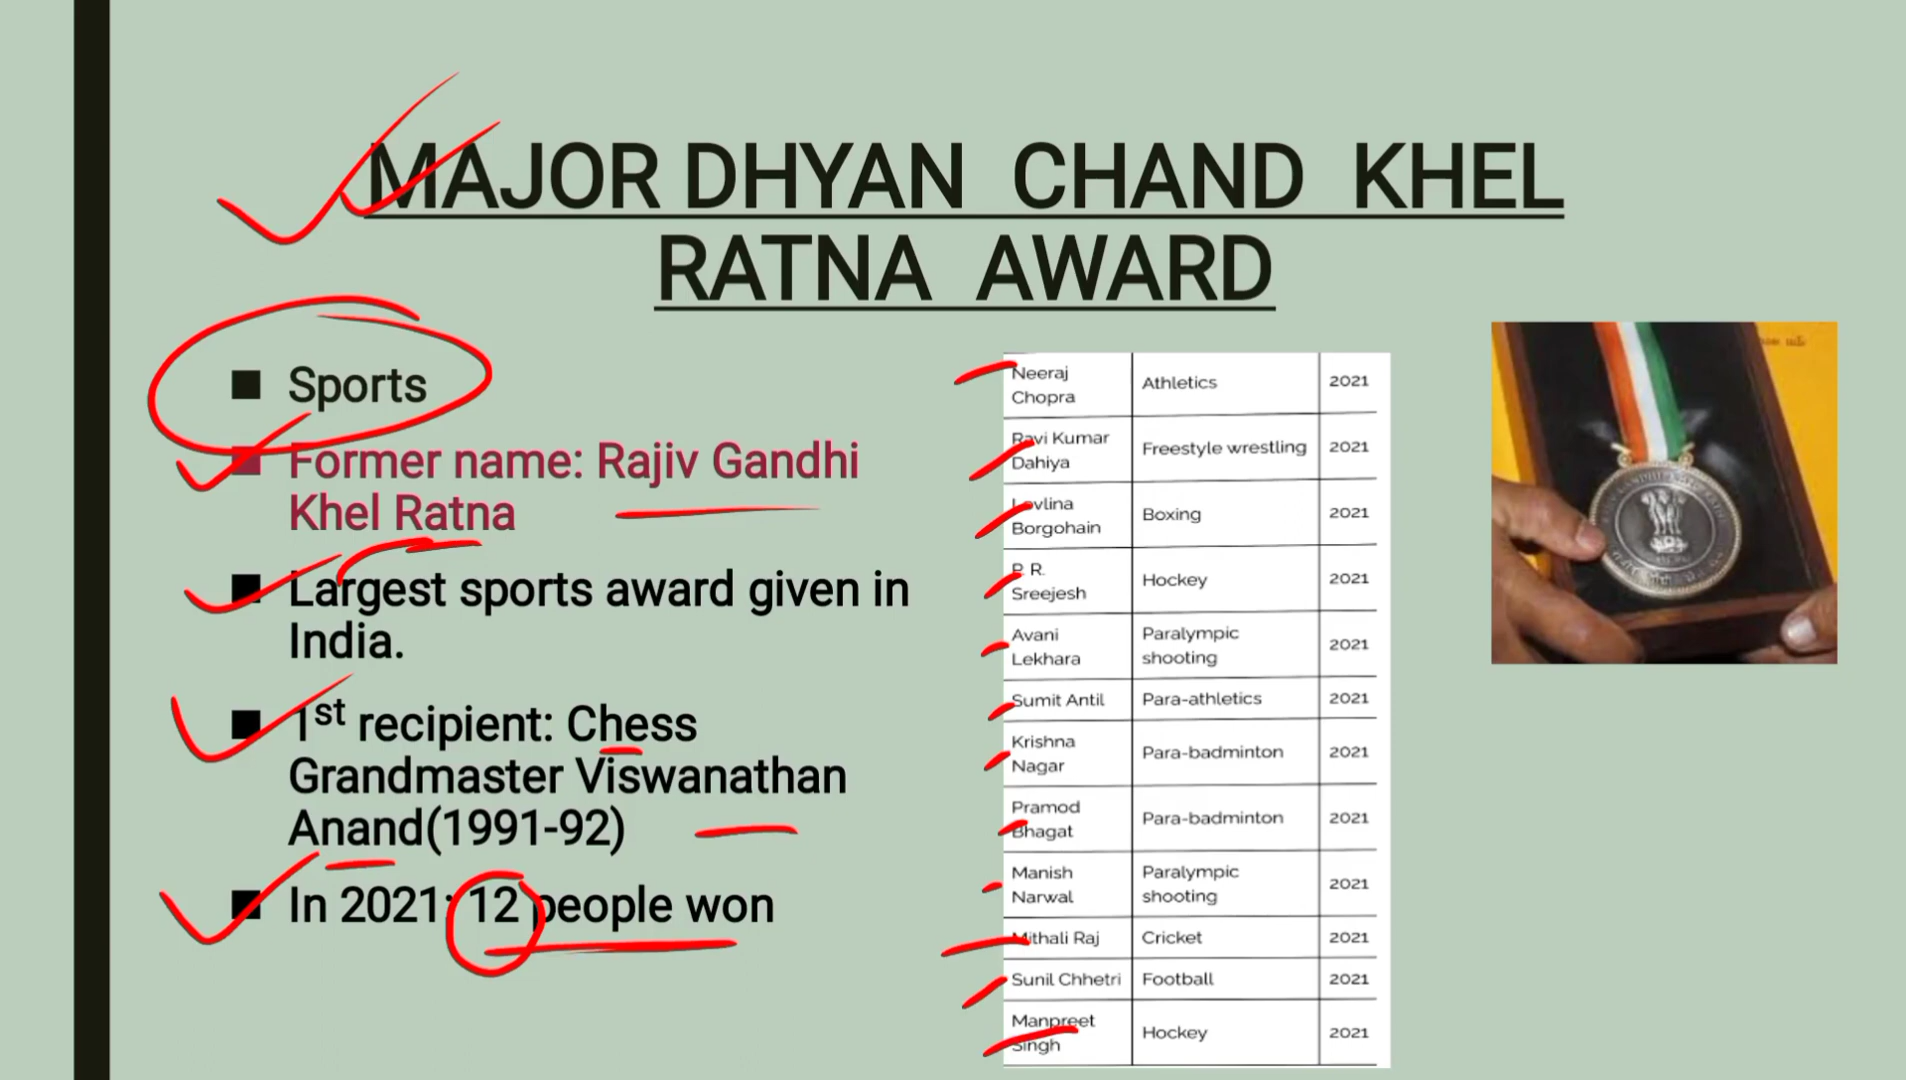 MAJOR DHYAN CHAND KHEL
RATNA AWARD
Sports
Former name: Rajiv Gandhi
Khel Ratna
Largest sports award given in
India.
1st recipient: Chess
Grandmaster Viswanathan
Anand(1991-92)
In 2021: 12 people won
Neeraj Chopra Athletics 2021
Ravi Kumar Dahiya Freestyle wrestling 2021
Lovlina Borgohain Boxing 2021
P. R. Sreejesh Hockey 2021
Avani Lekhara Paralympic shooting 2021
Sumit Antil Para-athletics 2021
Krishna Nagar Para-badminton 2021
Pramod Bhagat Para-badminton 2021
Manish Narwal Paralympic shooting 2021
Mithali Raj Cricket 2021
Sunil Chhetri Football 2021
Manpreet Singh Hockey 2021